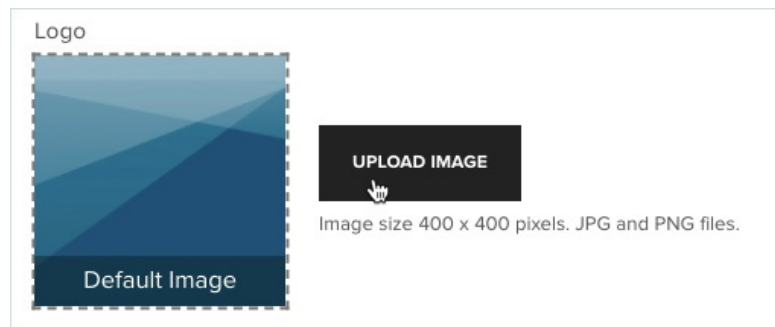 Logo
UPLOAD IMAGE
Image size 400 x 400 pixels. JPG and PNG files.
Default Image